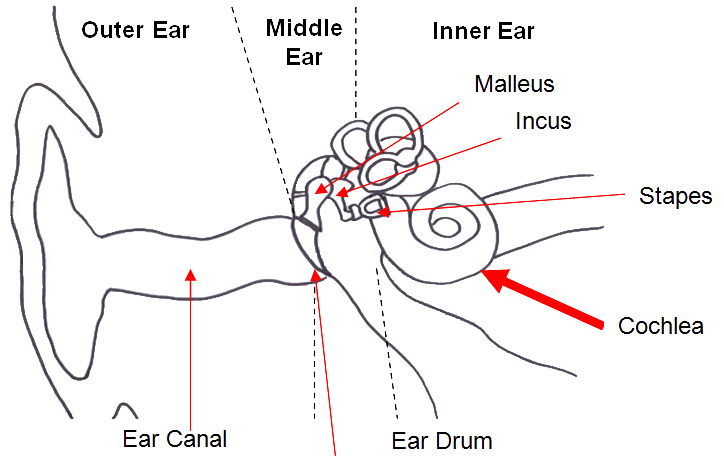 Outer Ear
Middle
Ear
Inner Ear
Malleus
Incus
Stapes
Cochlea
Ear Canal
Ear Drum